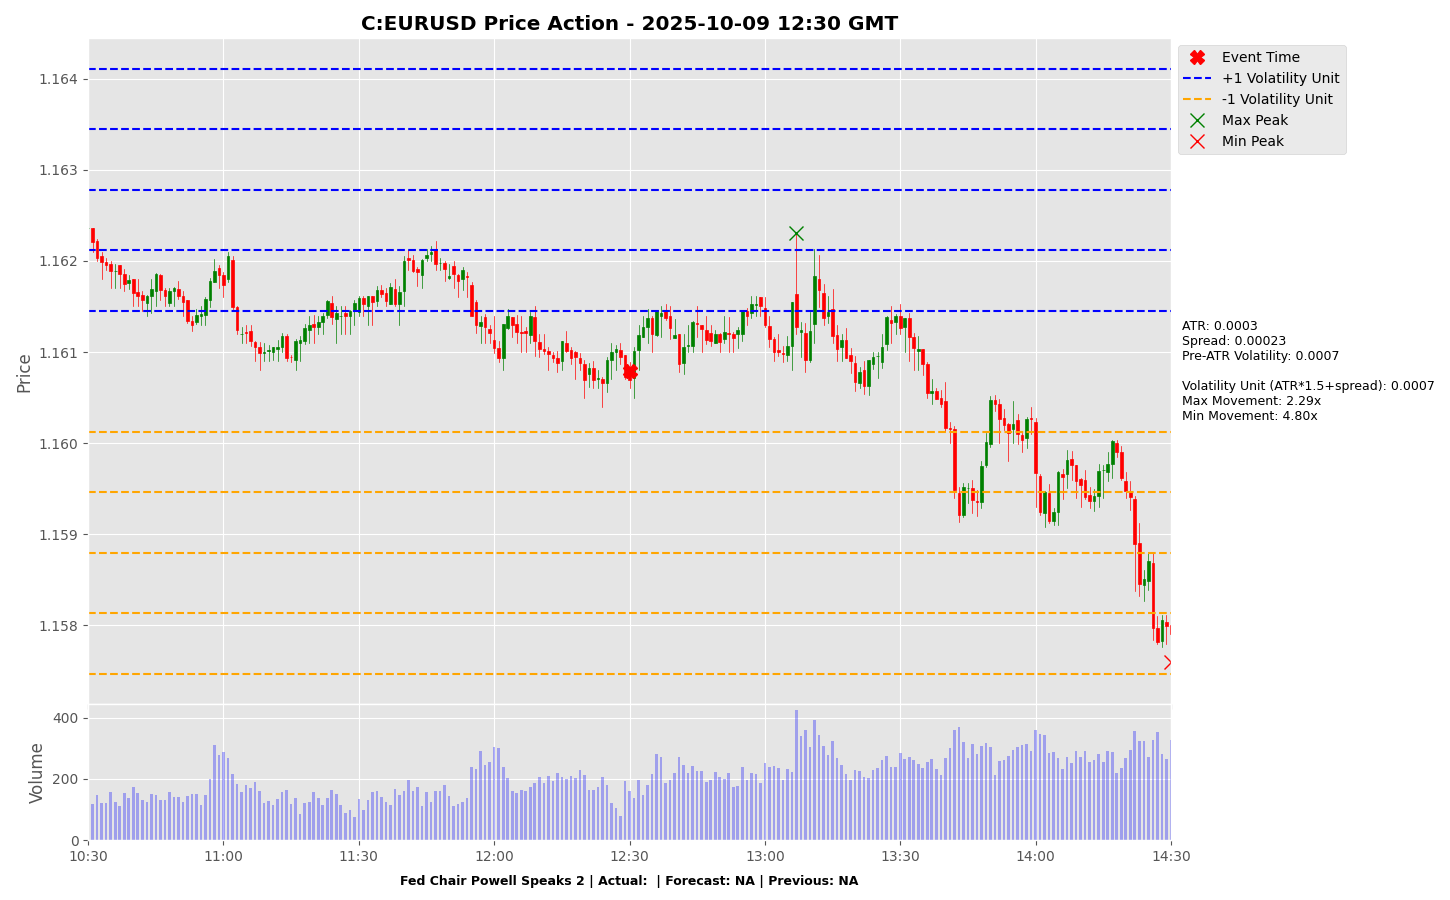 C:EURUSD Price Action - 2025-10-09 12:30 GMT
Event Time
+1 Volatility Unit
-1 Volatility Unit
Max Peak
Min Peak
Price
1.164
1.163
1.162
1.161
1.160
1.159
1.158
ATR: 0.0003
Spread: 0.00023
Pre-ATR Volatility: 0.0007
Volatility Unit (ATR*1.5+spread): 0.0007
Max Movement: 2.29x
Min Movement: 4.80x
Volume
400
200
0
10:30 11:00 11:30 12:00 12:30 13:00 13:30 14:00 14:30
Fed Chair Powell Speaks 2 | Actual:  | Forecast: NA | Previous: NA